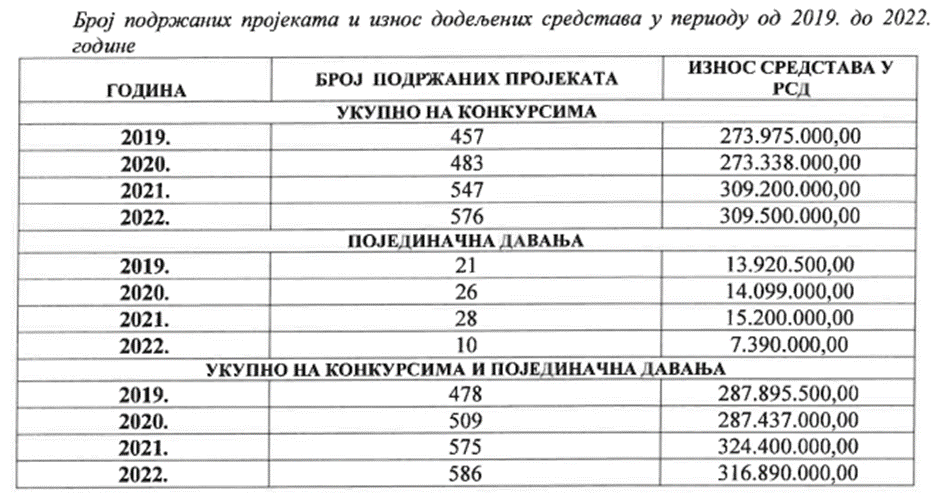 Број подржаних пројеката и износ додељених средстава у периоду од 2019. до 2022.
године
ГОДИНА БРОЈ ПОДРЖАНИХ ПРОЈЕКАТА ИЗНОС СРЕДСТАВА У
РСД
УКУПНО НА КОНКУРСИМА
2019. 457 273.975.000,00
2020. 483 273.338.000,00
2021. 547 309.200.000,00
2022. 576 309.500.000,00
ПОЈЕДИНАЧНА ДАВАЊА
2019. 21 13.920.500,00
2020. 26 14.099.000,00
2021. 28 15.200.000,00
2022. 10 7.390.000,00
УКУПНО НА КОНКУРСИМА И ПОЈЕДИНАЧНА ДАВАЊА
2019. 478 287.895.500,00
2020. 509 287.437.000,00
2021. 575 324.400.000,00
2022. 586 316.890.000,00